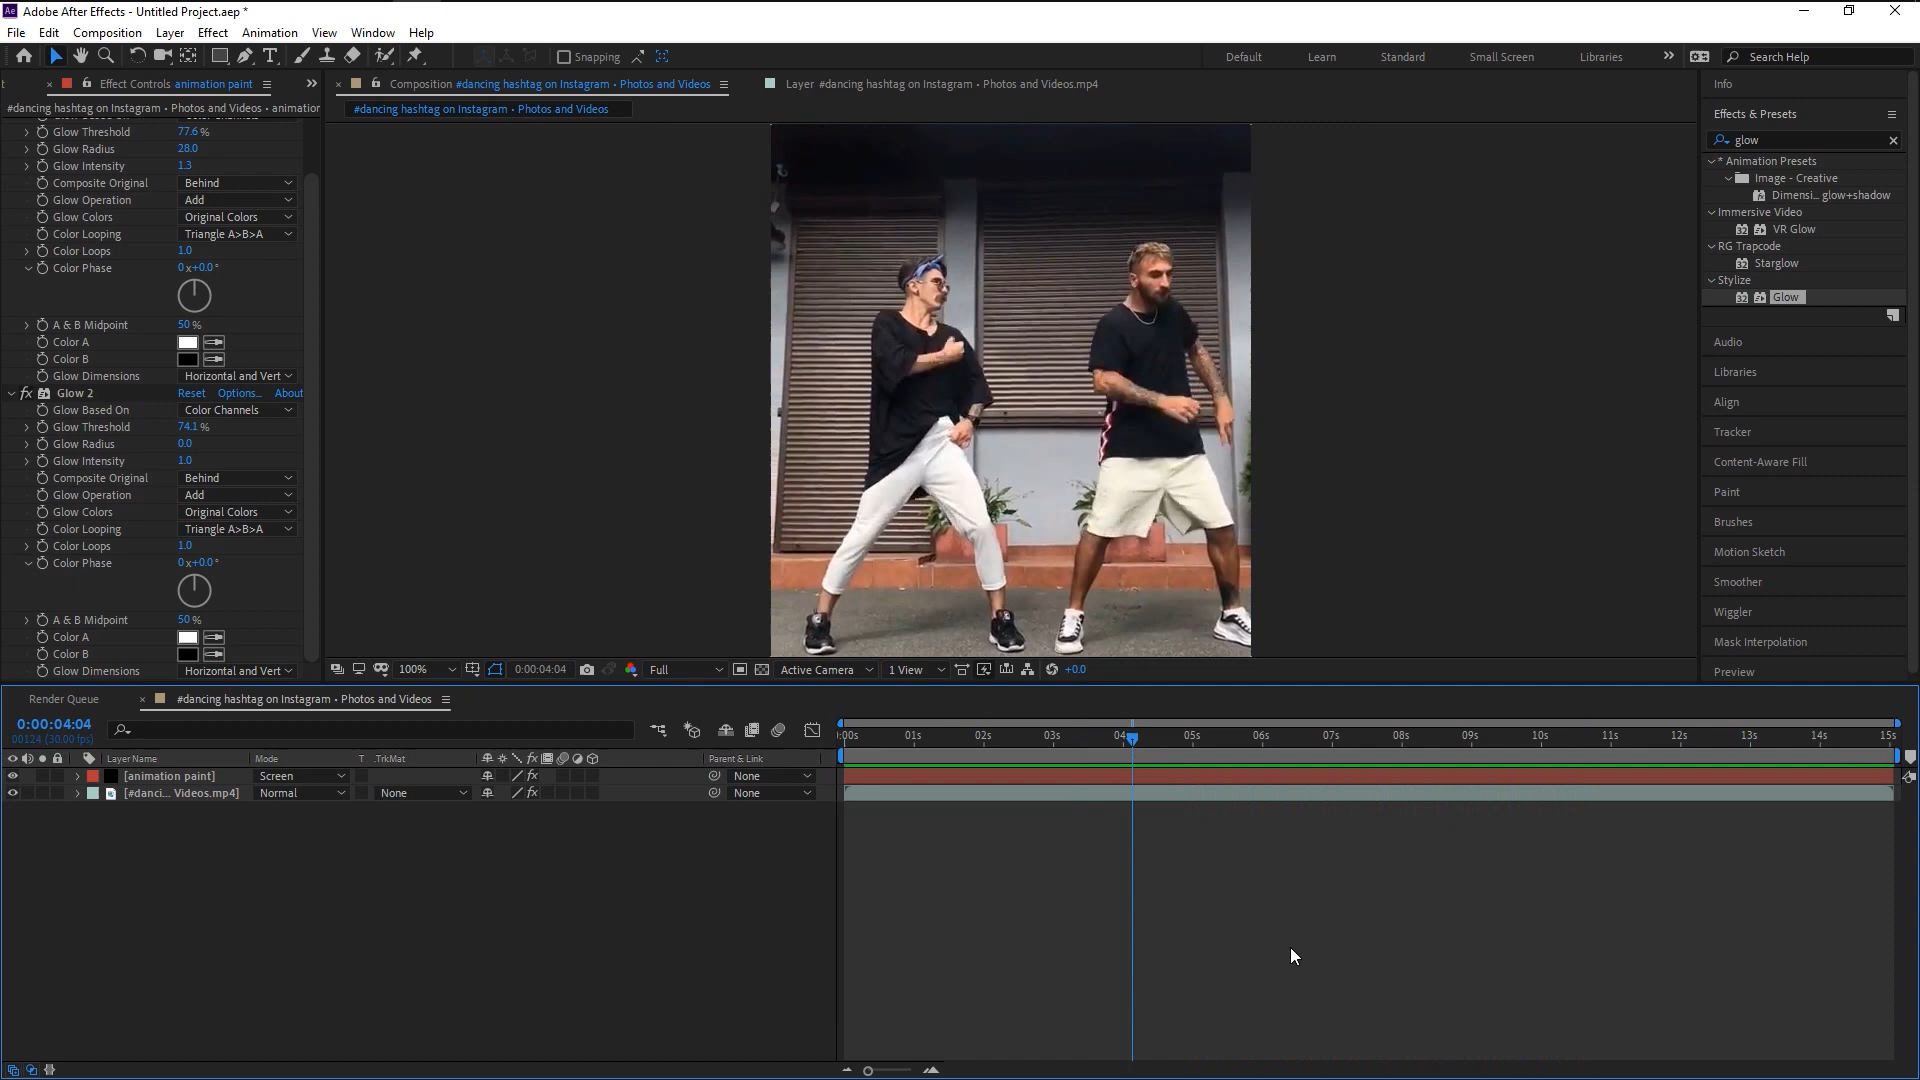 Adobe After Effects - Untitled Project.aep *
File Edit Composition Layer Effect Animation View Window Help
Snapping Default Learn Standard Small Screen Libraries Search Help
Effect Controls animation paint
#dancing hashtag on Instagram • Photos and Videos • animation
Glow Threshold 77.6 %
Glow Radius 28.0
Glow Intensity 1.3
Composite Original Behind
Glow Operation Add
Glow Colors Original Colors
Color Looping Triangle A>B>A
Color Loops 1.0
Color Phase 0 x+0.0 °
A & B Midpoint 50 %
Color A
Color B
Glow Dimensions Horizontal and Vert
fx Glow 2 Reset Options... About
Glow Based On Color Channels
Glow Threshold 74.1 %
Glow Radius 0.0
Glow Intensity 1.0
Composite Original Behind
Glow Operation Add
Glow Colors Original Colors
Color Looping Triangle A>B>A
Color Loops 1.0
Color Phase 0 x+0.0 °
A & B Midpoint 50 %
Color A
Color B
Glow Dimensions Horizontal and Vert
Composition #dancing hashtag on Instagram • Photos and Videos
Layer #dancing hashtag on Instagram • Photos and Videos.mp4
#dancing hashtag on Instagram • Photos and Videos
100% 0:00:04:04 Full Active Camera 1 View +0.0
Info
Effects & Presets
glow
* Animation Presets
Image - Creative
Dimensi... glow+shadow
Immersive Video
VR Glow
RG Trapcode
Starglow
Stylize
Glow
Audio
Libraries
Align
Tracker
Content-Aware Fill
Paint
Brushes
Motion Sketch
Smoother
Wiggler
Mask Interpolation
Preview
Render Queue #dancing hashtag on Instagram • Photos and Videos
0:00:04:04
00124 (30.00 fps)
:00s 01s 02s 03s 04 05s 06s 07s 08s 09s 10s 11s 12s 13s 14s 15s
Layer Name Mode T .TrkMat fx Parent & Link
[animation paint] Screen fx None
[#danci... Videos.mp4] Normal None fx None